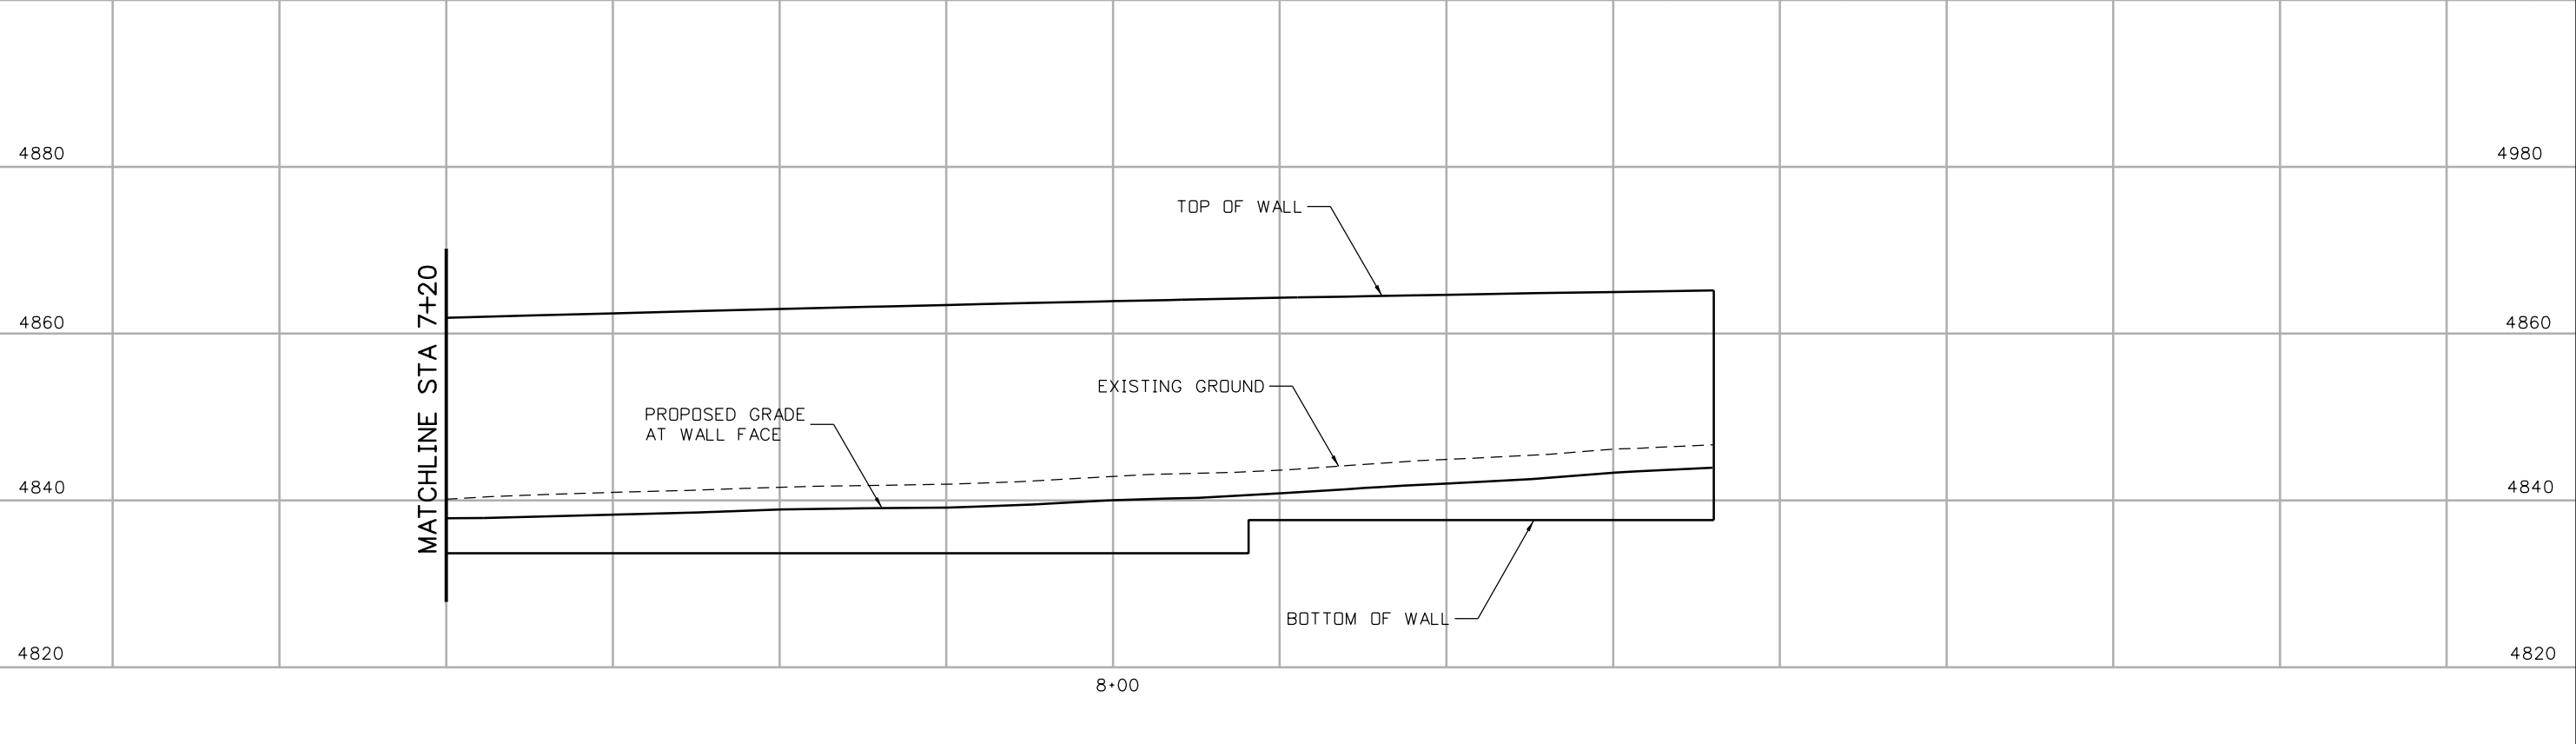 4880
4980
TOP OF WALL
MATCHLINE STA 7+20
4860
4860
EXISTING GROUND
PROPOSED GRADE
AT WALL FACE
4840
4840
BOTTOM OF WALL
4820
4820
8+00